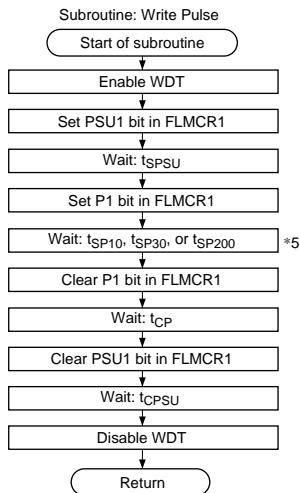 Subroutine: Write Pulse
Start of subroutine
Enable WDT
Set PSU1 bit in FLMCR1
Wait: tSPSU
Set P1 bit in FLMCR1
Wait: tSP10, tSP30, or tSP200 *5
Clear P1 bit in FLMCR1
Wait: tCP
Clear PSU1 bit in FLMCR1
Wait: tCPSU
Disable WDT
Return